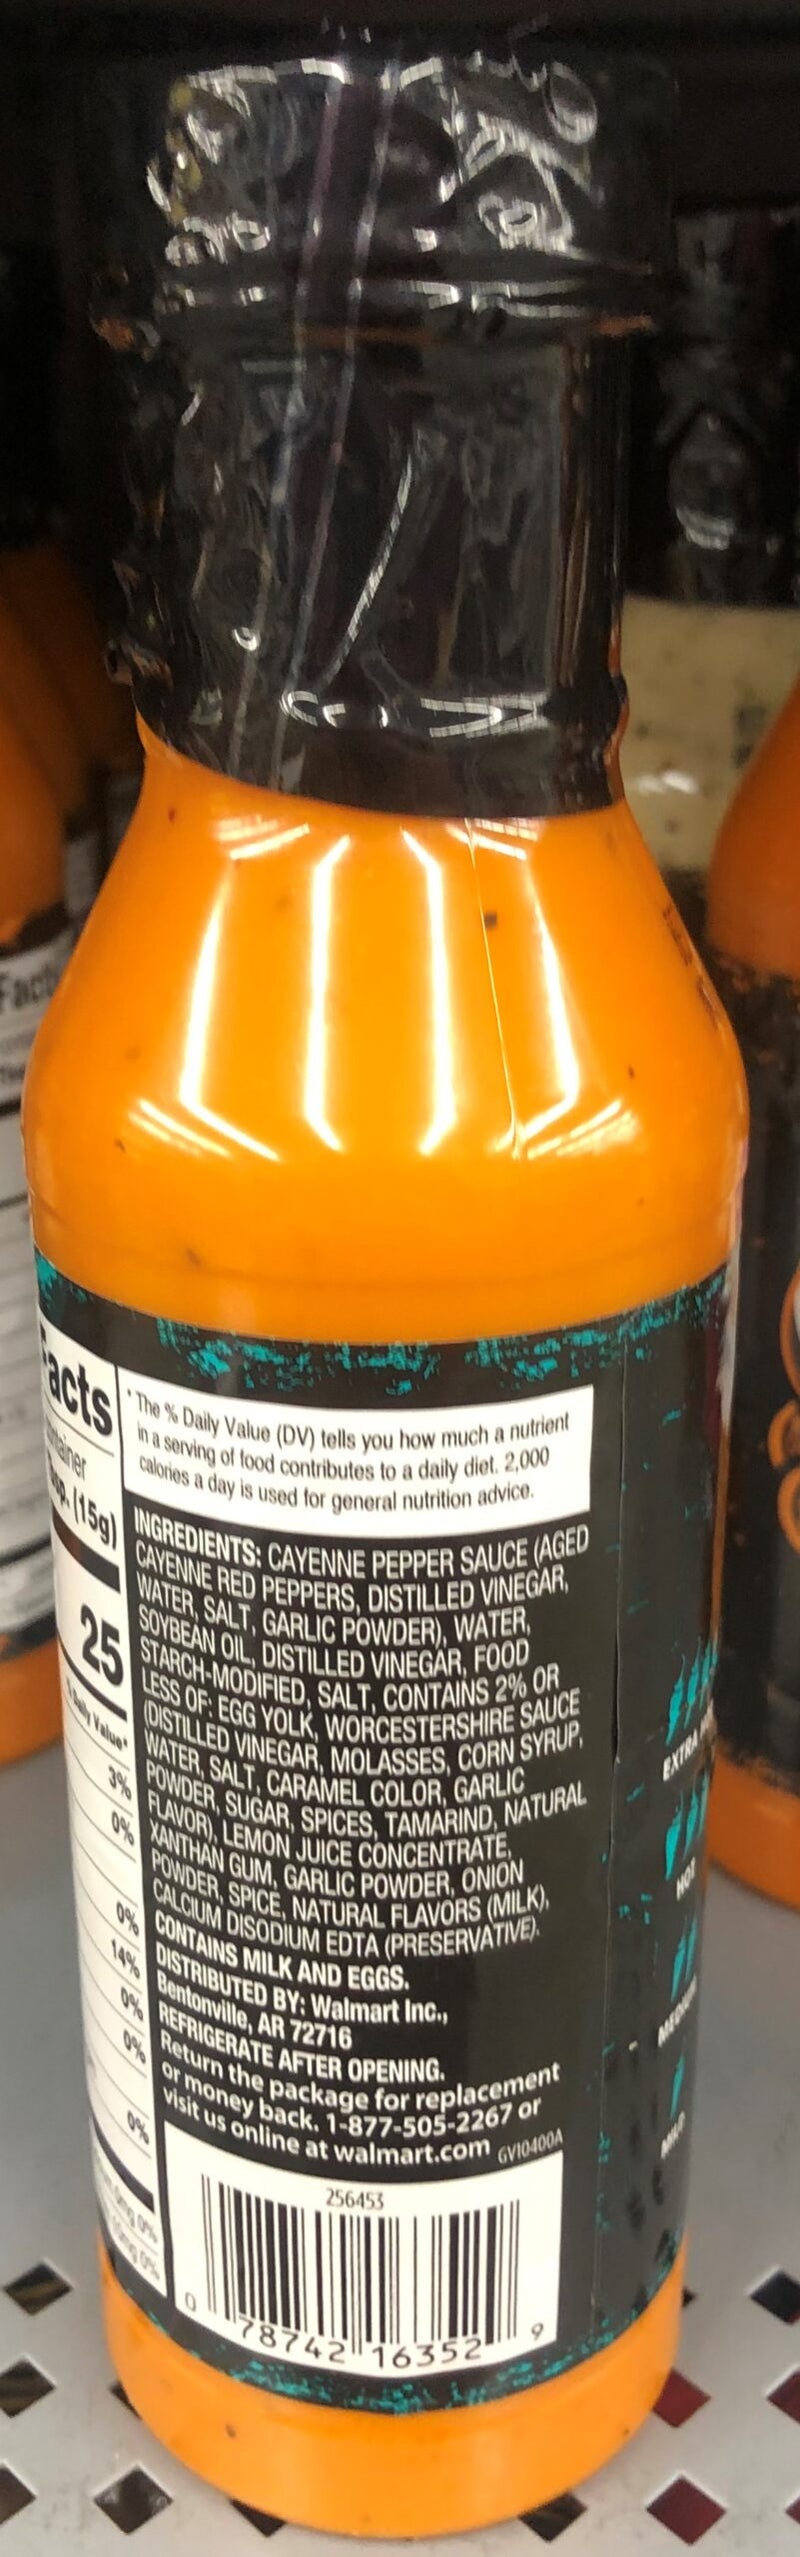 Facts
(15g)
25
% Daily Value*
3%
0%
0%
14%
0%
0%
0%
* The % Daily Value (DV) tells you how much a nutrient
in a serving of food contributes to a daily diet. 2,000
calories a day is used for general nutrition advice.
INGREDIENTS: CAYENNE PEPPER SAUCE (AGED
CAYENNE RED PEPPERS, DISTILLED VINEGAR,
WATER, SALT, GARLIC POWDER), WATER,
SOYBEAN OIL, DISTILLED VINEGAR, FOOD
STARCH-MODIFIED, SALT, CONTAINS 2% OR
LESS OF: EGG YOLK, WORCESTERSHIRE SAUCE
(DISTILLED VINEGAR, MOLASSES, CORN SYRUP,
WATER, SALT, CARAMEL COLOR, GARLIC
POWDER, SUGAR, SPICES, TAMARIND, NATURAL
FLAVOR), LEMON JUICE CONCENTRATE,
XANTHAN GUM, GARLIC POWDER, ONION
POWDER, SPICE, NATURAL FLAVORS (MILK),
CALCIUM DISODIUM EDTA (PRESERVATIVE).
CONTAINS MILK AND EGGS.
DISTRIBUTED BY: Walmart Inc.,
Bentonville, AR 72716
REFRIGERATE AFTER OPENING.
Return the package for replacement
or money back. 1-877-505-2267 or
visit us online at walmart.com GV10400A
256453
0 78742 16352 9
EXTRA
HOT
MEDIUM
MILD